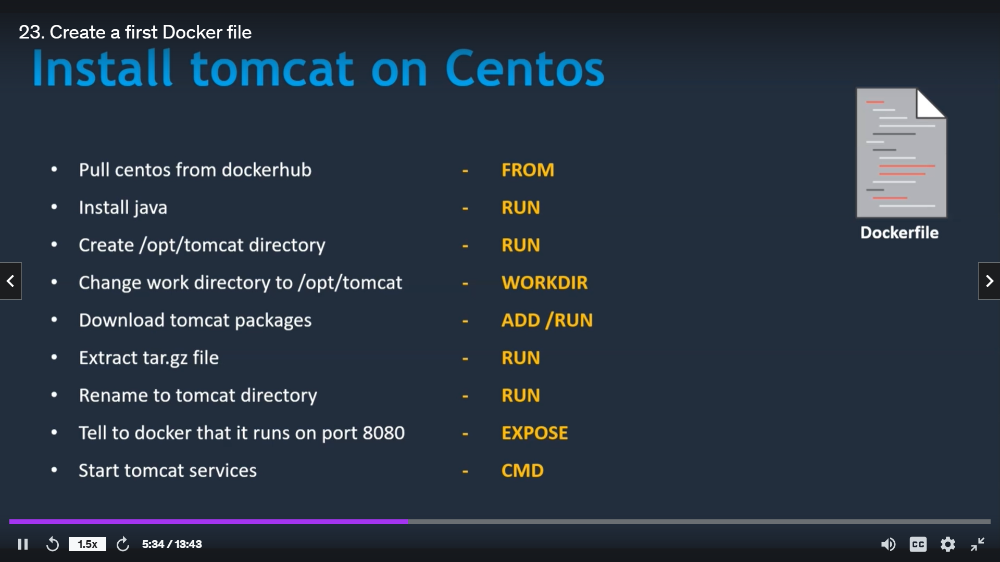 23. Create a first Docker file
Install tomcat on Centos
• Pull centos from dockerhub - FROM
• Install java - RUN
• Create /opt/tomcat directory - RUN
• Change work directory to /opt/tomcat - WORKDIR
• Download tomcat packages - ADD /RUN
• Extract tar.gz file - RUN
• Rename to tomcat directory - RUN
• Tell to docker that it runs on port 8080 - EXPOSE
• Start tomcat services - CMD
Dockerfile
1.5x 5:34 / 13:43 CC